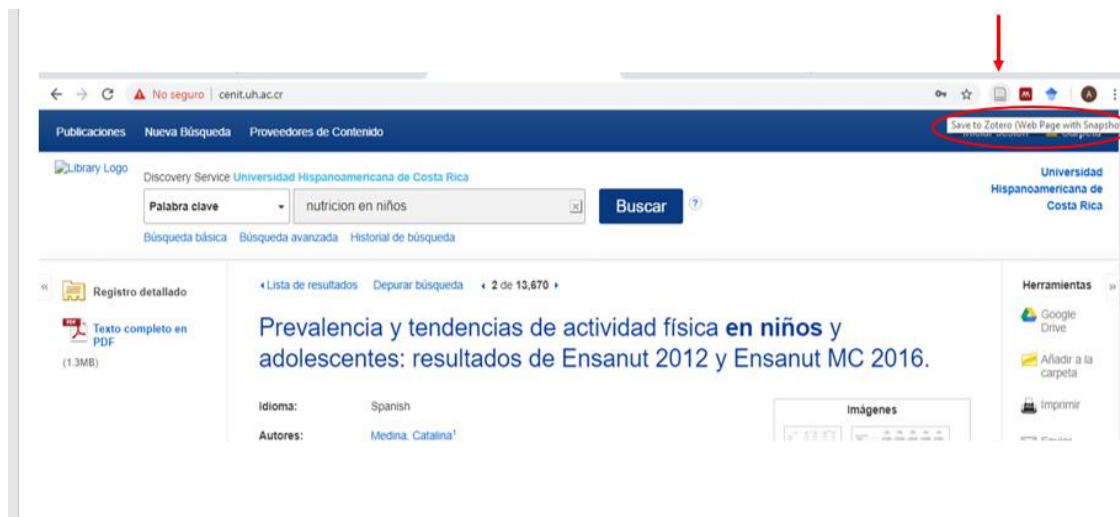 No seguro | cenit.uh.ac.cr
Save to Zotero (Web Page with Snapsho
Publicaciones Nueva Búsqueda Proveedores de Contenido
Library Logo
Discovery Service Universidad Hispanoamericana de Costa Rica
Palabra clave nutricion en niños Buscar ?
Búsqueda básica Búsqueda avanzada Historial de búsqueda
Universidad
Hispanoamericana de
Costa Rica
Registro detallado
Texto completo en
PDF
(1.3MB)
Lista de resultados Depurar búsqueda 2 de 13,670
Prevalencia y tendencias de actividad física en niños y
adolescentes: resultados de Ensanut 2012 y Ensanut MC 2016.
Idioma: Spanish
Autores: Medina, Catalina¹
Imágenes
Herramientas
Google
Drive
Añadir a la
carpeta
Imprimir